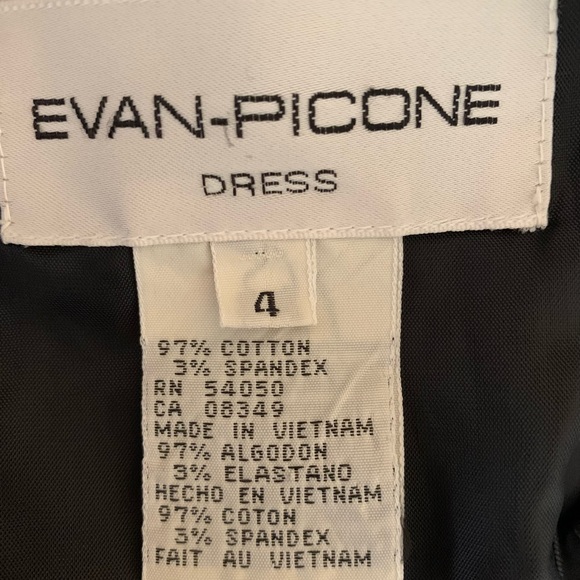 EVAN-PICONE
DRESS
4
97% COTTON
3% SPANDEX
RN 54050
CA 08349
MADE IN VIETNAM
97% ALGODON
3% ELASTANO
HECHO EN VIETNAM
97% COTON
3% SPANDEX
FAIT AU VIETNAM